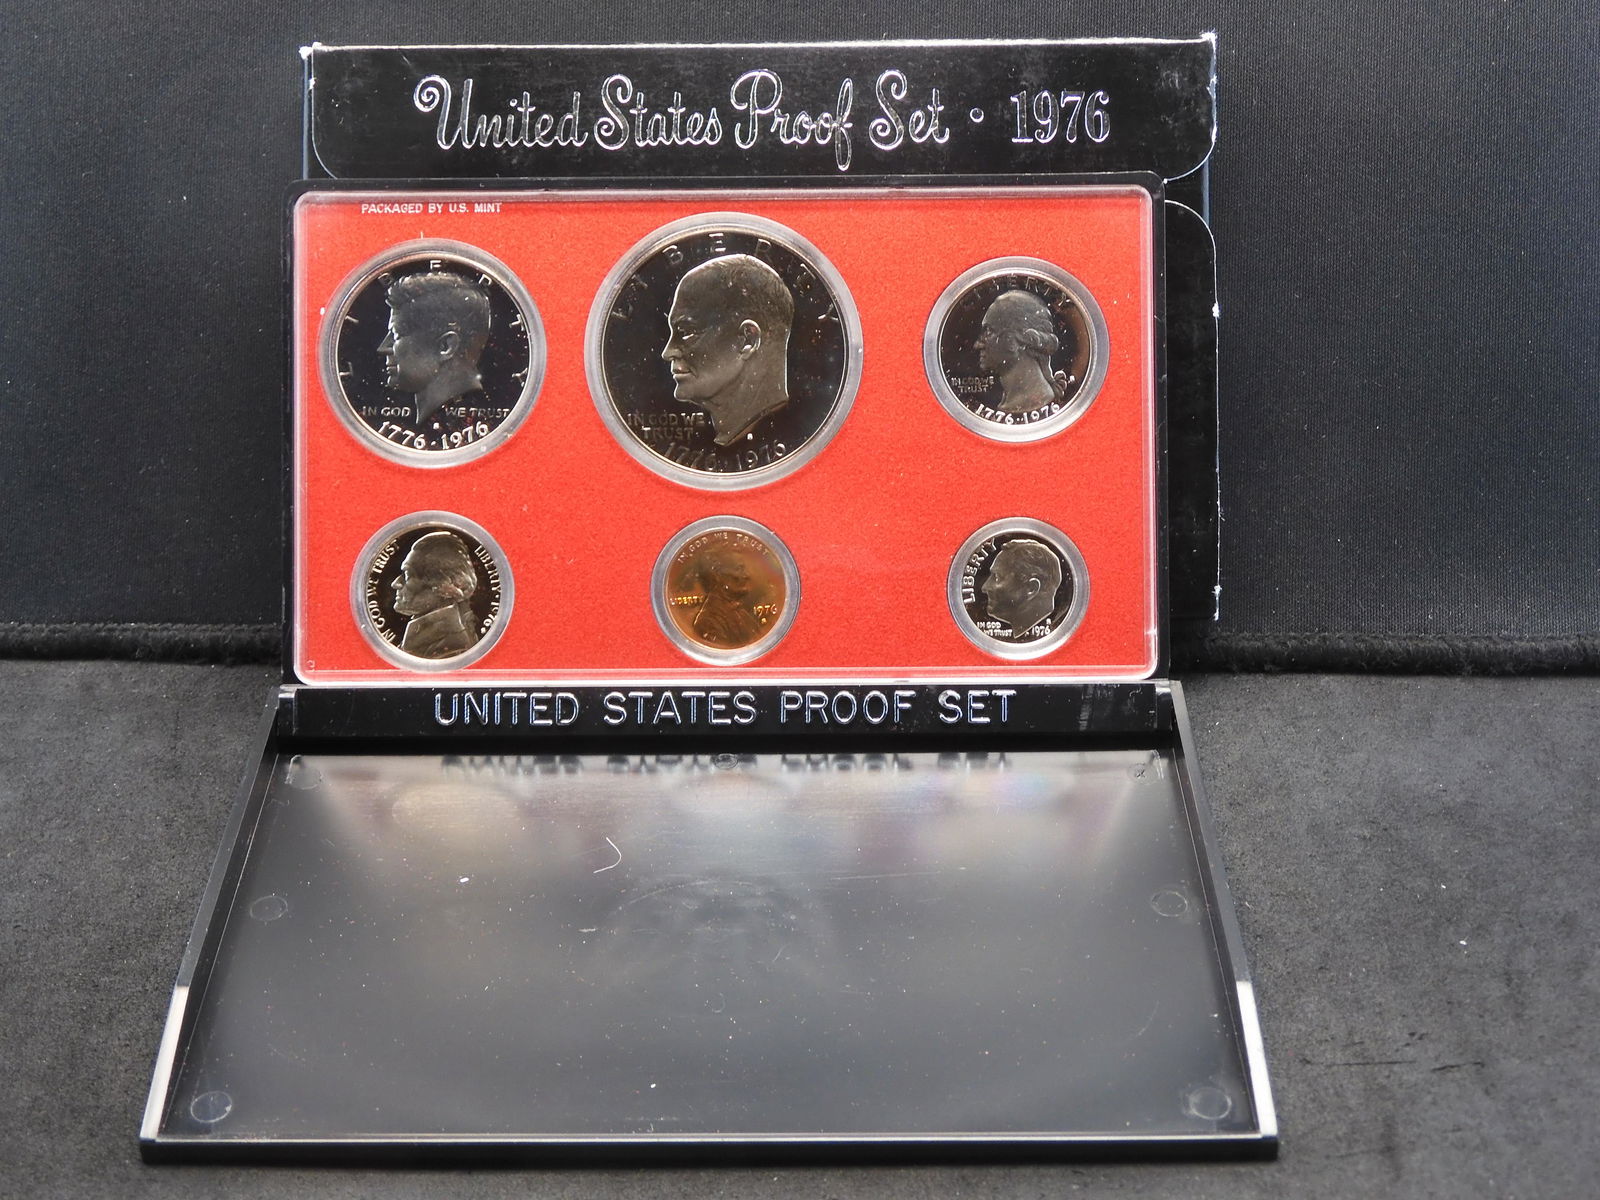 United States Proof Set · 1976
PACKAGED BY U.S. MINT
LIBERTY
IN GOD WE TRUST
S
1776·1976
LIBERTY
IN GOD WE
TRUST
S
1776·1976
LIBERTY
IN GOD WE
TRUST
S
1776·1976
IN GOD WE TRUST
LIBERTY·1976
IN GOD WE TRUST
LIBERTY
1976
S
LIBERTY
IN GOD
WE TRUST
S
1976
UNITED STATES PROOF SET